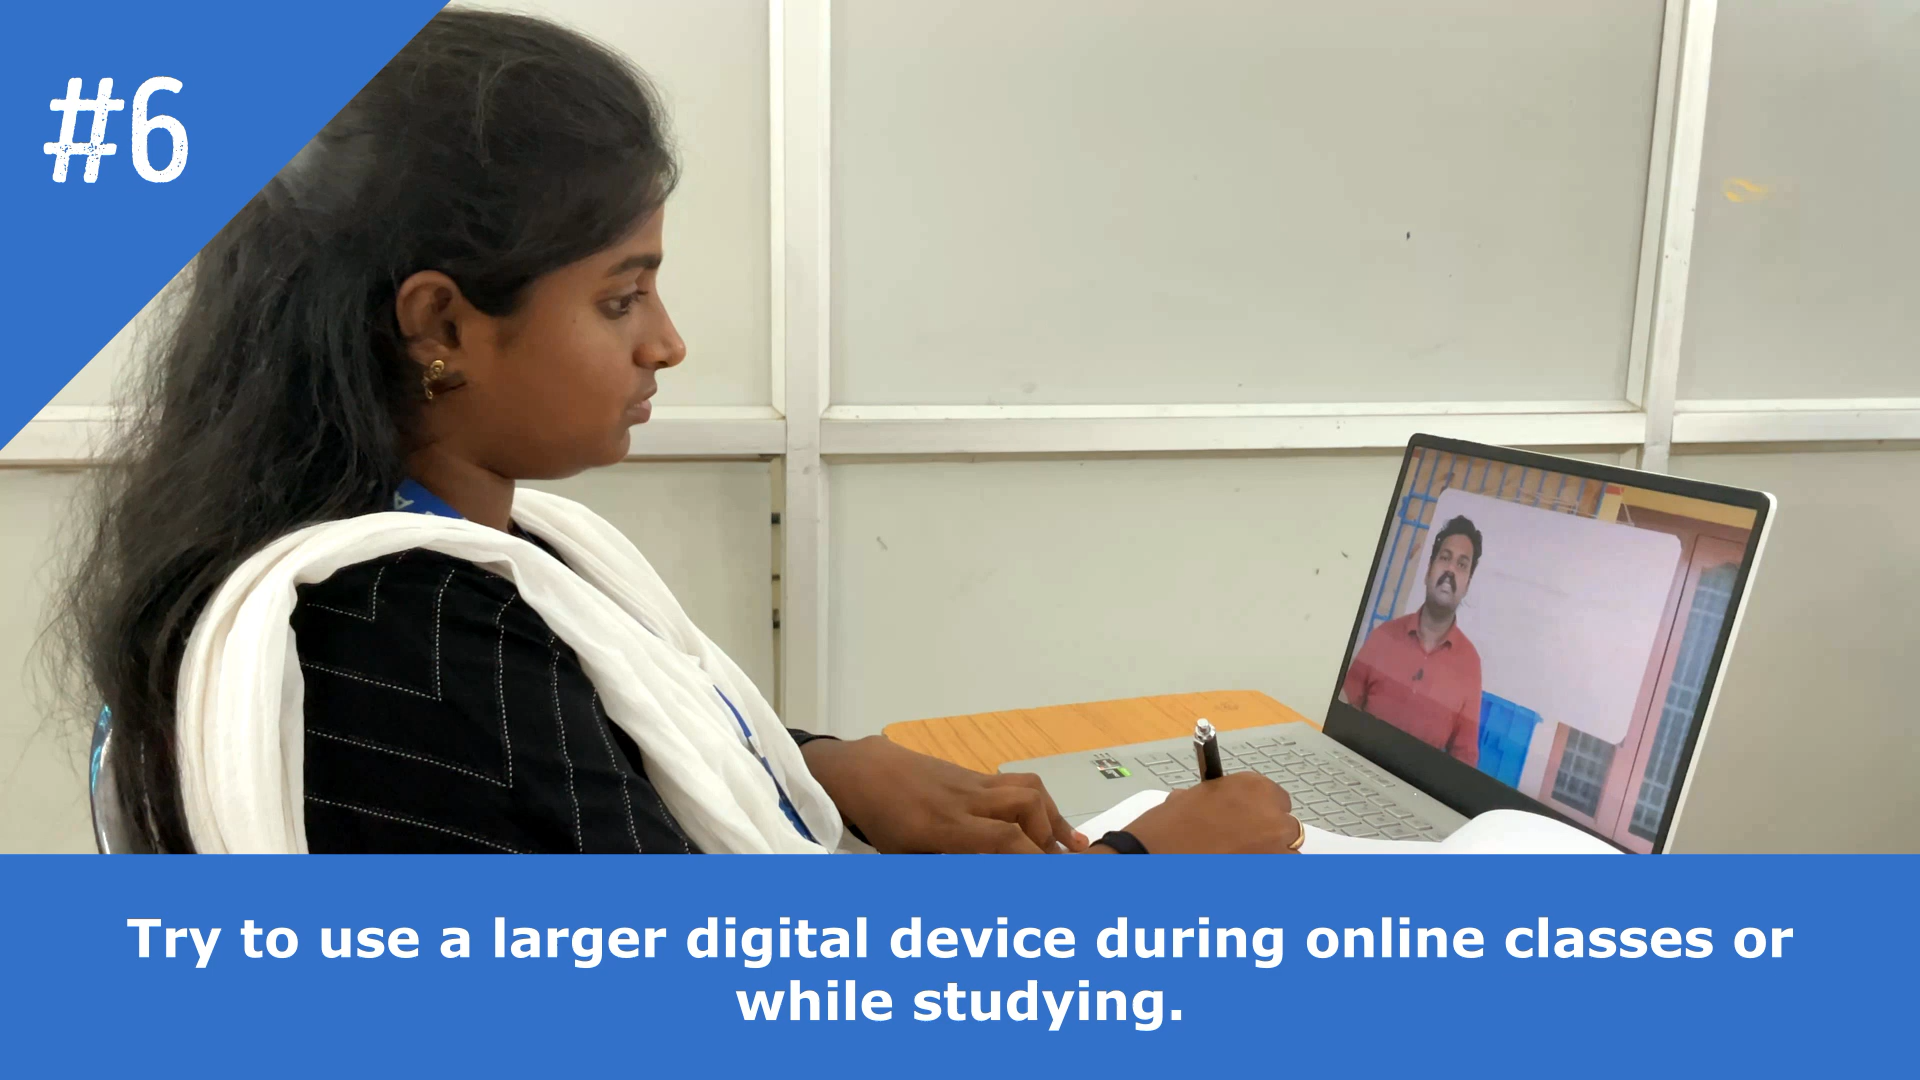 #6
Try to use a larger digital device during online classes or
while studying.